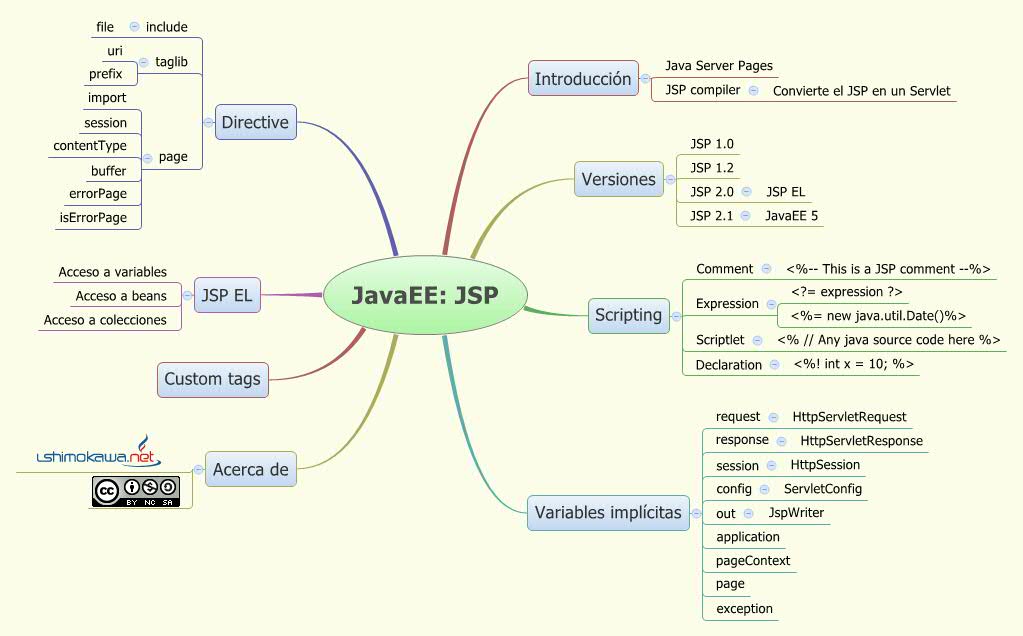 JavaEE: JSP
Introducción
Java Server Pages
JSP compiler
Convierte el JSP en un Servlet
Versiones
JSP 1.0
JSP 1.2
JSP 2.0
JSP EL
JSP 2.1
JavaEE 5
Scripting
Comment
<%-- This is a JSP comment --%>
Expression
<?= expression ?>
<%= new java.util.Date()%>
Scriptlet
<% // Any java source code here %>
Declaration
<%! int x = 10; %>
Variables implícitas
request
HttpServletRequest
response
HttpServletResponse
session
HttpSession
config
ServletConfig
out
JspWriter
application
pageContext
page
exception
Directive
include
file
taglib
uri
prefix
page
import
session
contentType
buffer
errorPage
isErrorPage
JSP EL
Acceso a variables
Acceso a beans
Acceso a colecciones
Custom tags
Acerca de
ishimokawa.net
cc
BY NC SA